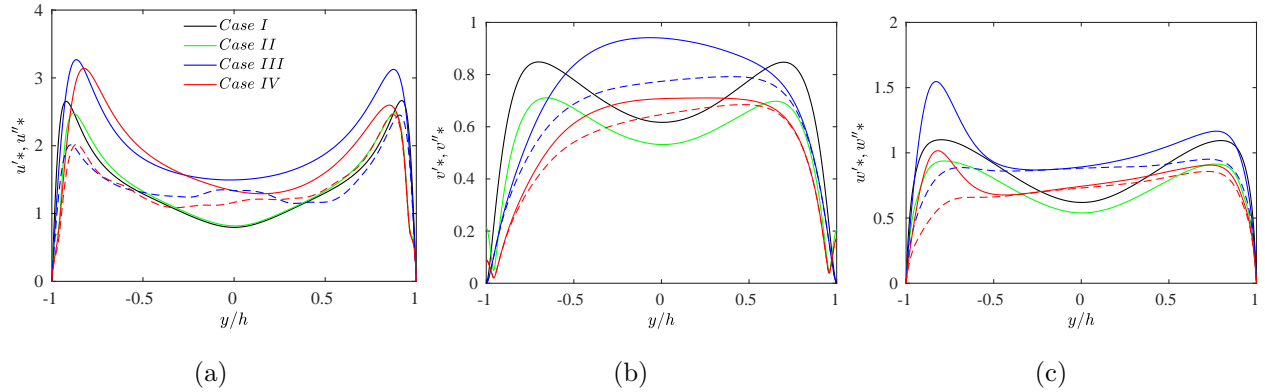 4
3
2
1
0
-1
-0.5
0
0.5
1
y/h
u'*, u''*
Case I
Case II
Case III
Case IV
(a)
1
0.8
0.6
0.4
0.2
0
-1
-0.5
0
0.5
1
y/h
v'*, v''*
(b)
2
1.5
1
0.5
0
-1
-0.5
0
0.5
1
y/h
w'*, w''*
(c)